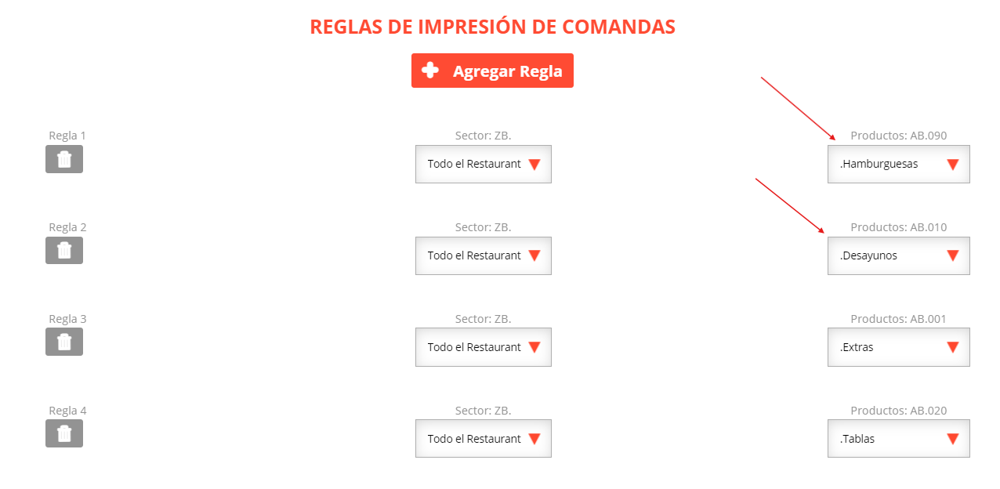 REGLAS DE IMPRESIÓN DE COMANDAS
Agregar Regla
Regla 1
Sector: ZB.
Productos: AB.090
Todo el Restaurant
.Hamburguesas
Regla 2
Sector: ZB.
Productos: AB.010
Todo el Restaurant
.Desayunos
Regla 3
Sector: ZB.
Productos: AB.001
Todo el Restaurant
.Extras
Regla 4
Sector: ZB.
Productos: AB.020
Todo el Restaurant
.Tablas